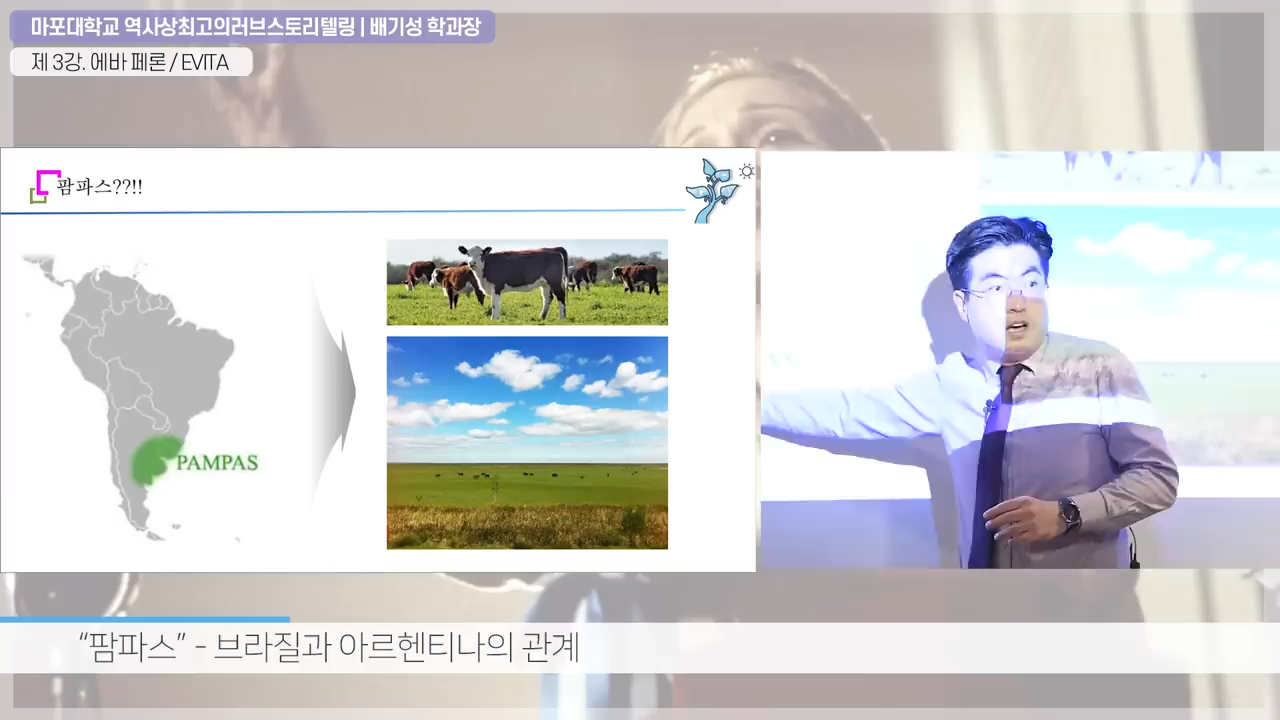 마포대학교 역사상최고의러브스토리텔링 | 배기성 학과장
제 3강. 에바 페론 / EVITA
팜파스??!!
PAMPAS
“팜파스” - 브라질과 아르헨티나의 관계